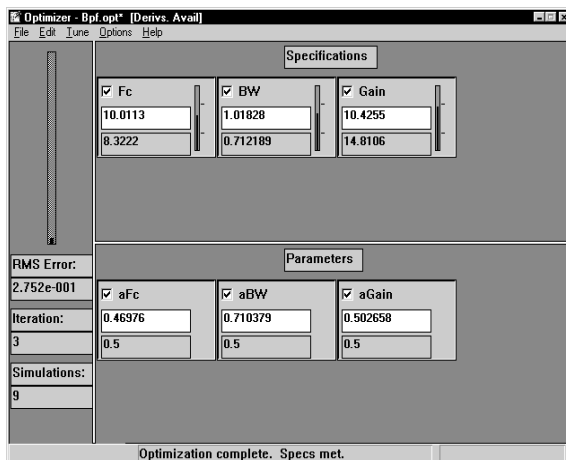 Optimizer - Bpf.opt* [Derivs. Avail]
File Edit Tune Options Help
Specifications
Fc BW Gain
10.0113 1.01828 10.4255
8.3222 0.712189 14.8106
RMS Error:
2.752e-001
Iteration:
3
Simulations:
9
Parameters
aFc aBW aGain
0.46976 0.710379 0.502658
0.5 0.5 0.5
Optimization complete. Specs met.